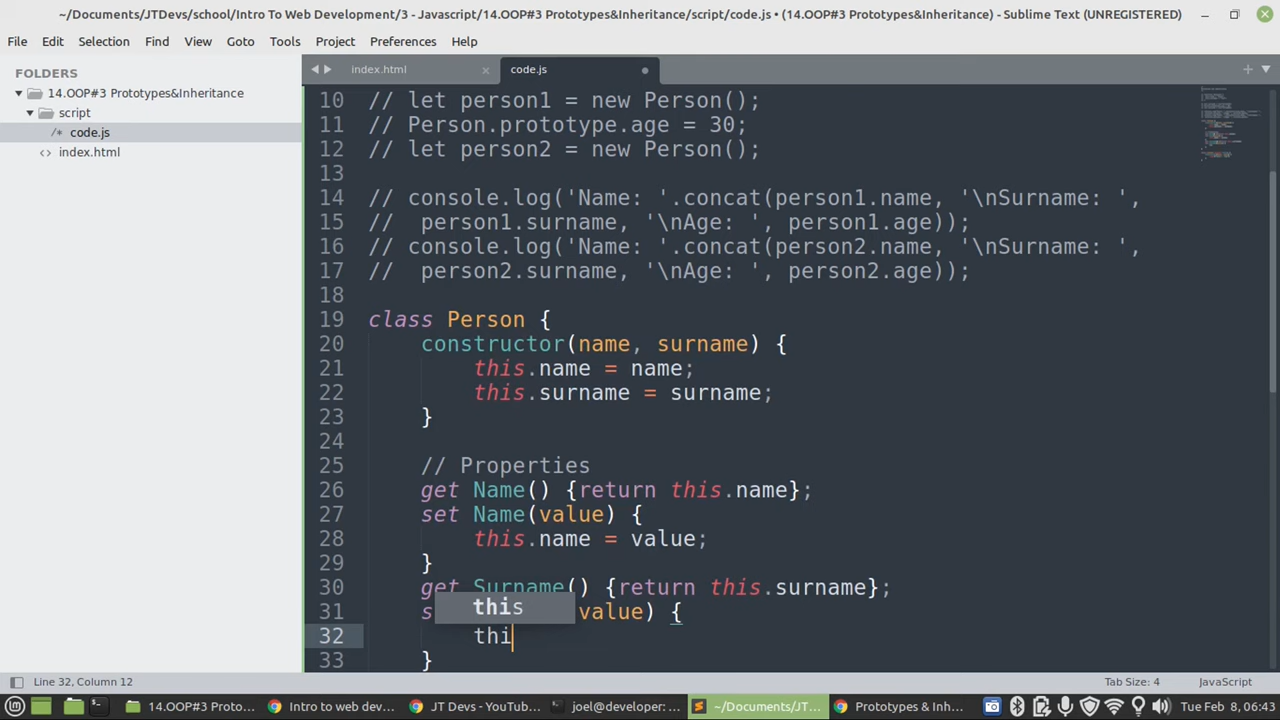 ~/Documents/JTDevs/school/Intro To Web Development/3 - Javascript/14.OOP#3 Prototypes&Inheritance/script/code.js • (14.OOP#3 Prototypes&Inheritance) - Sublime Text (UNREGISTERED)
File Edit Selection Find View Goto Tools Project Preferences Help
FOLDERS
14.OOP#3 Prototypes&Inheritance
script
/* code.js
<> index.html
index.html × code.js
10 // let person1 = new Person();
11 // Person.prototype.age = 30;
12 // let person2 = new Person();
13
14 // console.log('Name: '.concat(person1.name, '\nSurname: ',
15 //  person1.surname, '\nAge: ', person1.age));
16 // console.log('Name: '.concat(person2.name, '\nSurname: ',
17 //  person2.surname, '\nAge: ', person2.age));
18
19 class Person {
20     constructor(name, surname) {
21         this.name = name;
22         this.surname = surname;
23     }
24
25     // Properties
26     get Name() {return this.name};
27     set Name(value) {
28         this.name = value;
29     }
30     get Surname() {return this.surname};
31     s value) {
this
32         thi
33     }
Line 32, Column 12 Tab Size: 4 JavaScript
14.OOP#3 Proto... Intro to web dev... JT Devs - YouTub... joel@developer: ... ~/Documents/JT... Prototypes & Inh... Tue Feb 8, 06:43